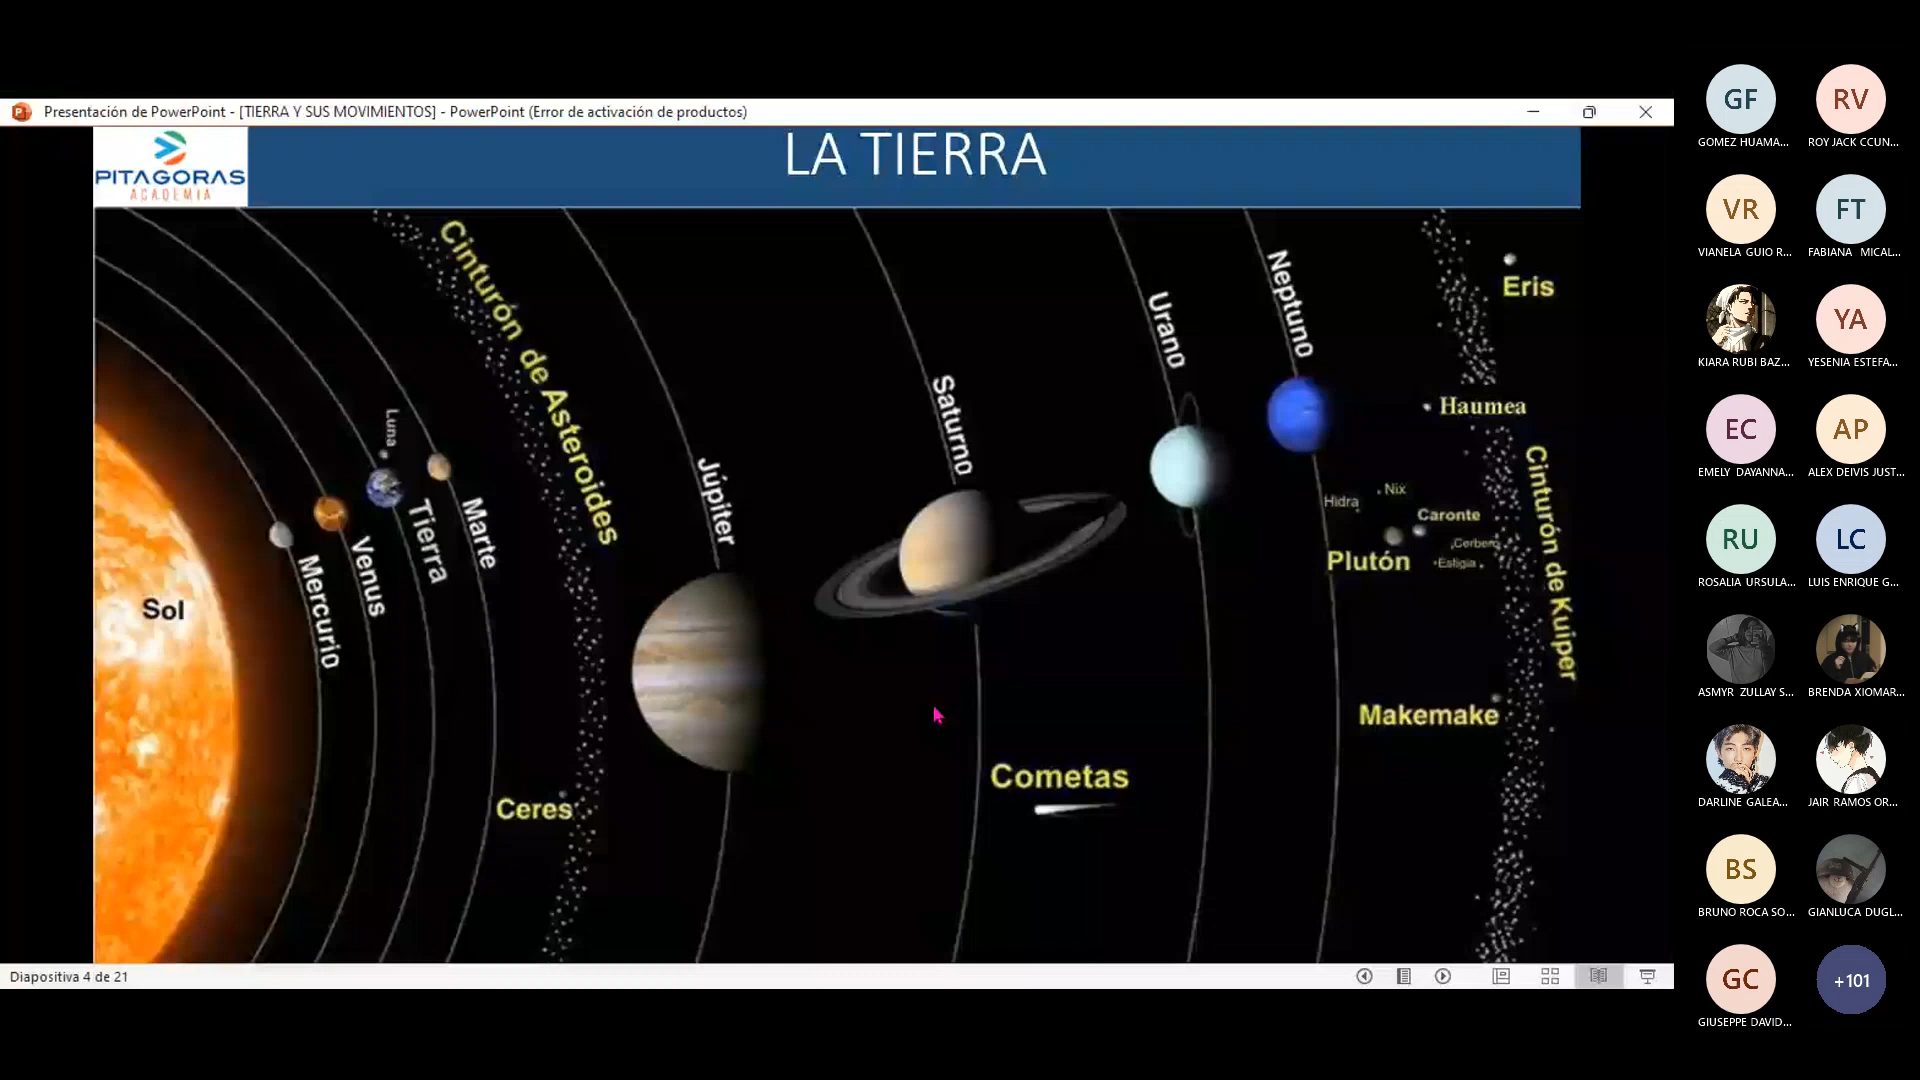 Presentación de PowerPoint - [TIERRA Y SUS MOVIMIENTOS] - PowerPoint (Error de activación de productos)
PITAGORAS
ACADEMIA
LA TIERRA
Sol
Mercurio
Venus
Luna
Tierra
Marte
Cinturón de Asteroides
Ceres
Júpiter
Saturno
Cometas
Urano
Neptuno
Eris
Haumea
Hidra
Nix
Caronte
Cerbero
Plutón
Estigia
Cinturón de Kuiper
Makemake
Diapositiva 4 de 21
GF
RV
GOMEZ HUAMA...
ROY JACK CCUN...
VR
FT
VIANELA GUIO R...
FABIANA MICAL...
YA
KIARA RUBI BAZ...
YESENIA ESTEFA...
EC
AP
EMELY DAYANNA...
ALEX DEIVIS JUST...
RU
LC
ROSALIA URSULA...
LUIS ENRIQUE G...
ASMYR ZULLAY S...
BRENDA XIOMAR...
DARLINE GALEA...
JAIR RAMOS OR...
BS
BRUNO ROCA SO...
GIANLUCA DUGL...
GC
+101
GIUSEPPE DAVID...